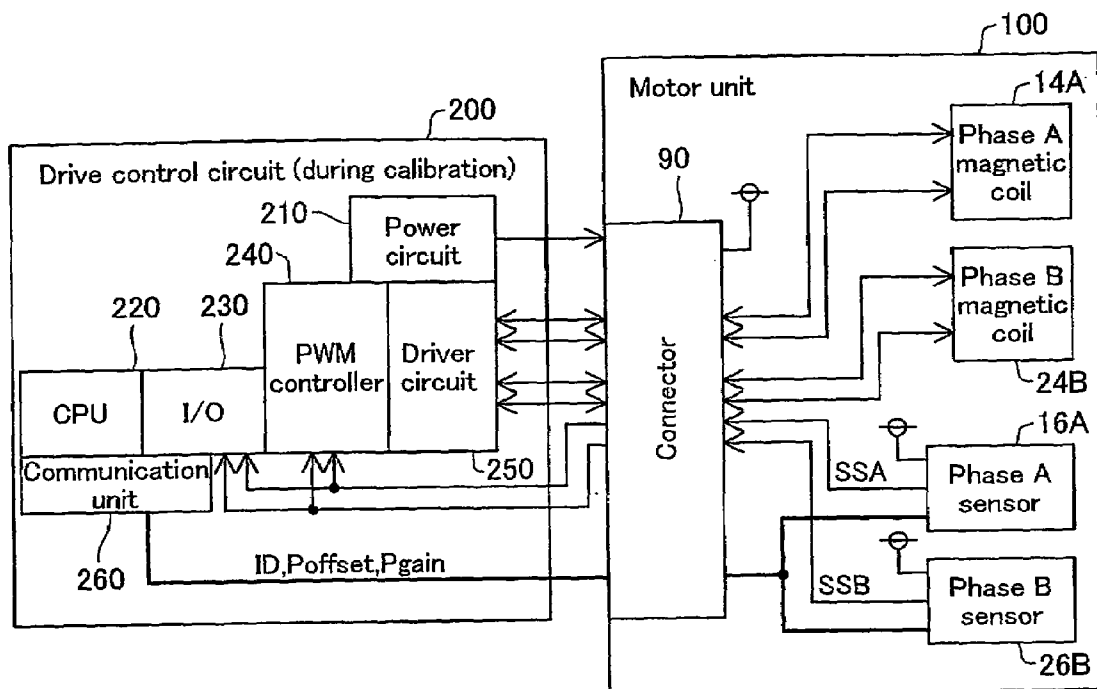 100
Motor unit
14A
Phase A
magnetic
coil
200
Drive control circuit (during calibration)
90
210
Power
circuit
240
Phase B
magnetic
coil
24B
220
230
PWM
controller
Driver
circuit
Connector
CPU
I/O
16A
250
Communication
unit
SSA
Phase A
sensor
260
ID,Poffset,Pgain
SSB
Phase B
sensor
26B